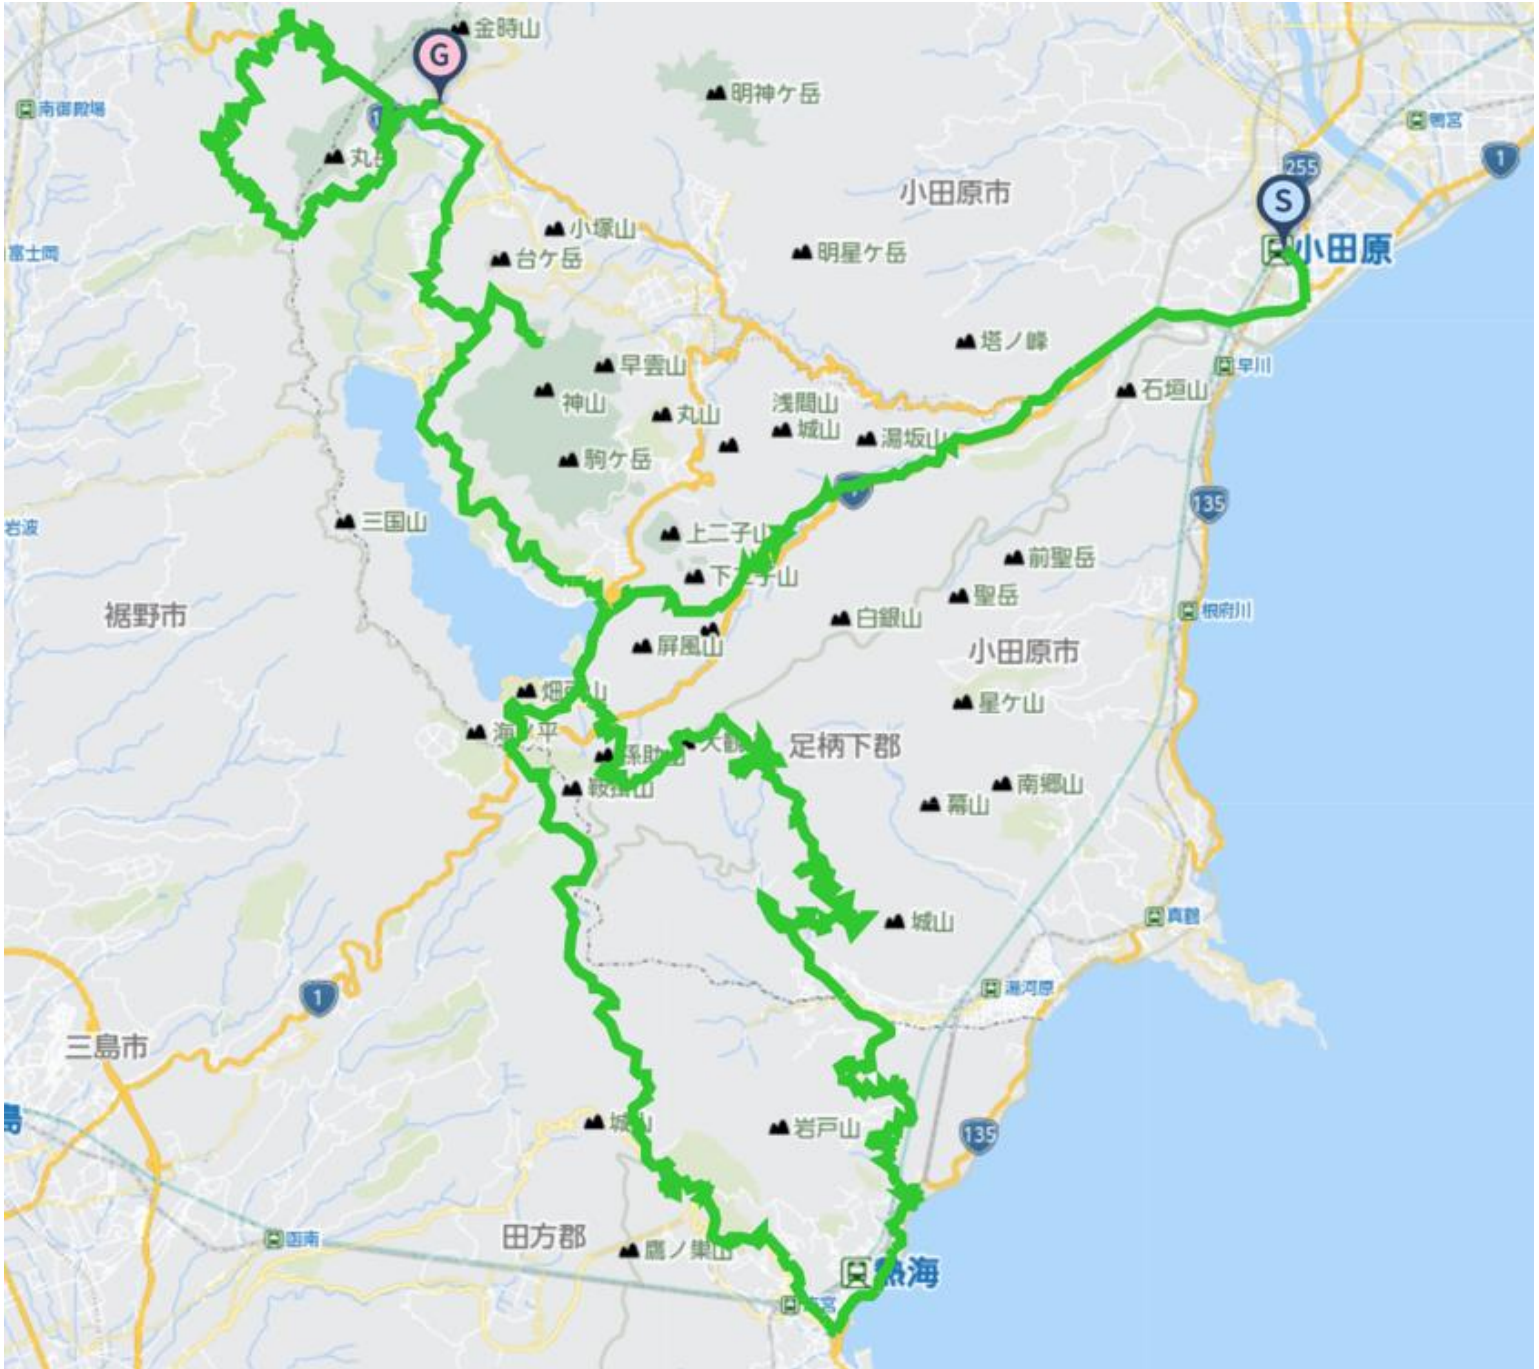 金時山
G
南御殿場
明神ケ岳
鴨宮
1
255
丸岳
小田原市
S
小田原
小塚山
明星ケ岳
富士岡
台ケ岳
塔ノ峰
早雲山
早川
神山
石垣山
浅間山
丸山
城山
湯坂山
駒ケ岳
135
三国山
岩波
上二子山
前聖岳
下二子山
聖岳
裾野市
白銀山
根府川
屏風山
小田原市
畑引山
星ケ山
海ノ平
足柄下郡
孫助山
鞍掛山
南郷山
幕山
城山
真鶴
湯河原
1
三島市
島
城山
岩戸山
135
函南
田方郡
鷹ノ巣山
熱海
来宮